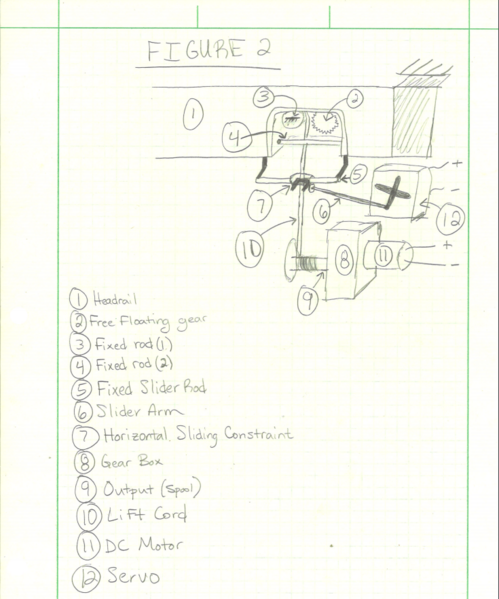 FIGURE 2
3 2
1
4
5
+
-
7 6 12
10 + 
8 11
-
9
1 Headrail
2 Free Floating gear
3 Fixed rod (1)
4 Fixed rod (2)
5 Fixed Slider Rod
6 Slider Arm
7 Horizontal Sliding Constraint
8 Gear Box
9 Output (Spool)
10 Lift Cord
11 DC Motor
12 Servo